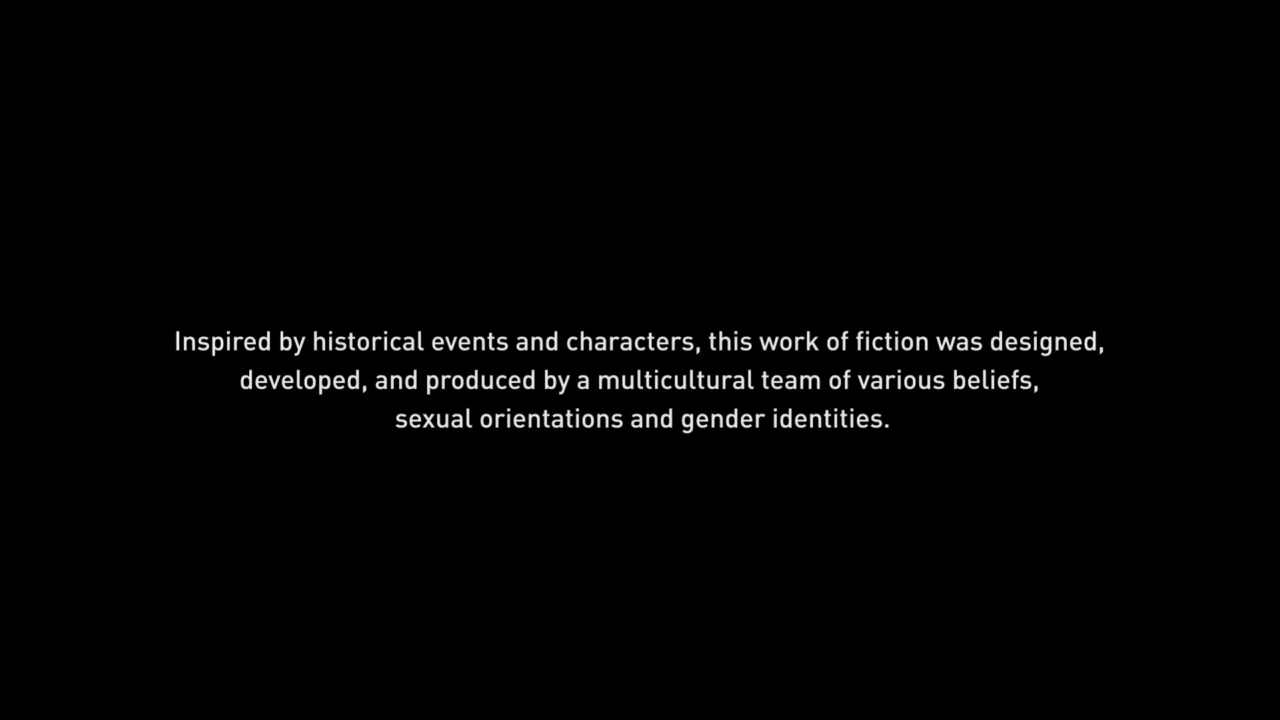 Inspired by historical events and characters, this work of fiction was designed,
developed, and produced by a multicultural team of various beliefs,
sexual orientations and gender identities.